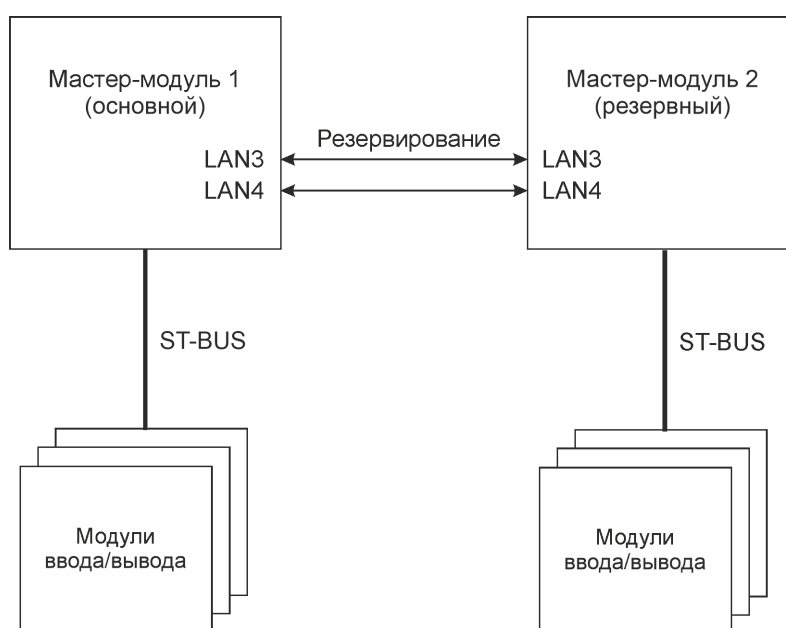 Мастер-модуль 1
(основной)
Мастер-модуль 2
(резервный)
Резервирование
LAN3
LAN3
LAN4
LAN4
ST-BUS
ST-BUS
Модули
ввода/вывода
Модули
ввода/вывода